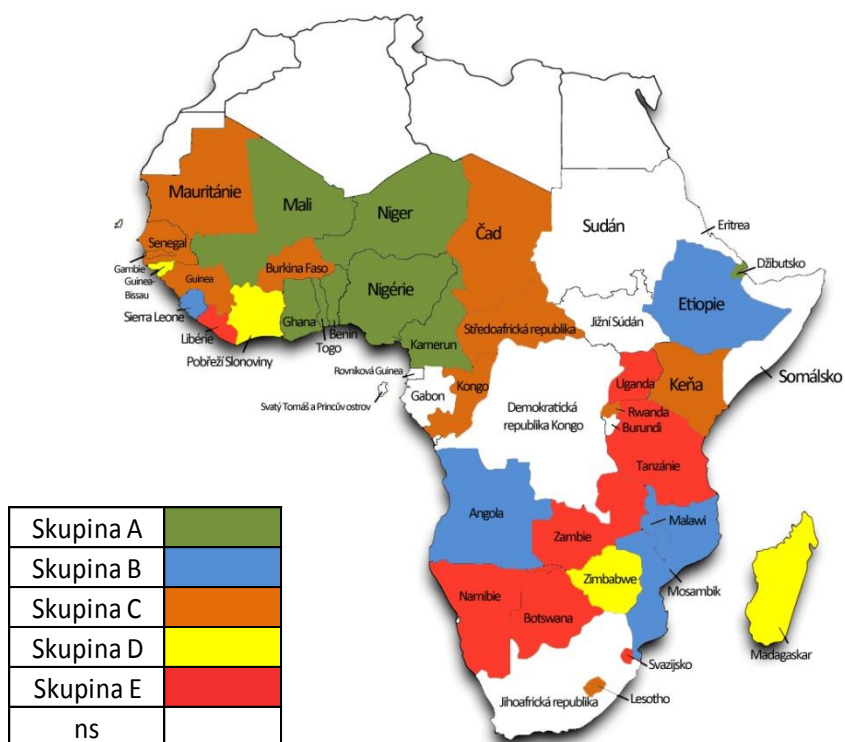 Mauritánie
Mali
Niger
Čad
Súdán
Eritrea
Senegal
Gambie
Guinea-
Bissau
Guinea
Burkina Faso
Nigérie
Džibutsko
Etiopie
Sierra Leone
Libérie
Pobřeží Slonoviny
Ghana
Benin
Togo
Kamerun
Středoafrická republika
Jižní Súdán
Somálsko
Rovníková Guinea
Svatý Tomáš a Princův ostrov
Gabon
Kongo
Demokratická
republika Kongo
Uganda
Keňa
Rwanda
Burundi
Tanzánie
Angola
Zambie
Malawi
Mosambik
Zimbabwe
Namibie
Botswana
Madagaskar
Svazijsko
Lesotho
Jihoafrická republika
Skupina A
Skupina B
Skupina C
Skupina D
Skupina E
ns